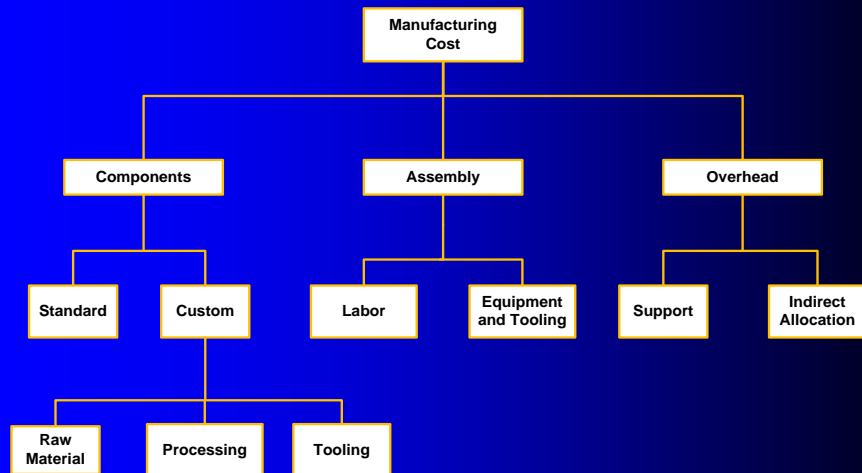 Manufacturing
Cost
Components
Assembly
Overhead
Standard
Custom
Labor
Equipment
and Tooling
Support
Indirect
Allocation
Raw
Material
Processing
Tooling